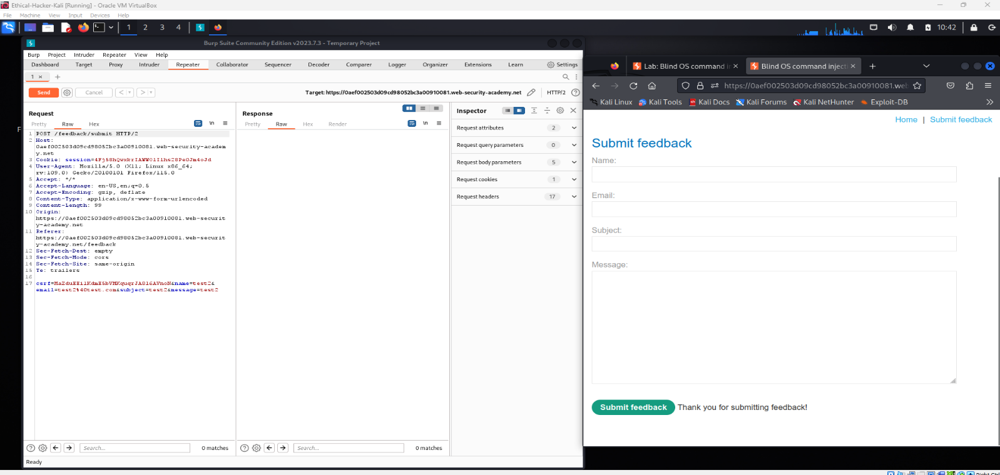 Ethical-Hacker-Kali [Running] - Oracle VM VirtualBox
File Machine View Input Devices Help
1 2 3 4
10:42
Burp Suite Community Edition v2023.7.3 - Temporary Project
Burp Project Intruder Repeater View Help
Dashboard Target Proxy Intruder Repeater Collaborator Sequencer Decoder Comparer Logger Organizer Extensions Learn Settings
1 × +
Send Cancel < >
Target: https://0aef002503d09cd98052bc3a00910081.web-security-academy.net HTTP/2
Request
Pretty Raw Hex \n
1 POST /feedback/submit HTTP/2
2 Host:
0aef002503d09cd98052bc3a00910081.web-security-academ
y.net
3 Cookie: session=
4 User-Agent: Mozilla/5.0 (X11; Linux x86_64;
rv:109.0) Gecko/20100101 Firefox/115.0
5 Accept: */*
6 Accept-Language: en-US,en;q=0.5
7 Accept-Encoding: gzip, deflate
8 Content-Type: application/x-www-form-urlencoded
9 Content-Length: 99
10 Origin:
https://0aef002503d09cd98052bc3a00910081.web-securit
y-academy.net
11 Referer:
https://0aef002503d09cd98052bc3a00910081.web-securit
y-academy.net/feedback
12 Sec-Fetch-Dest: empty
13 Sec-Fetch-Mode: cors
14 Sec-Fetch-Site: same-origin
15 Te: trailers
16
17 &name=test2&
email=test2%40test.com&subject=test2&message=test2
Search... 0 matches
Response
Pretty Raw Hex Render \n
Search... 0 matches
Inspector
Request attributes 2
Request query parameters 0
Request body parameters 5
Request cookies 1
Request headers 17
Ready
Lab: Blind OS command in × Blind OS command injecti × +
https://0aef002503d09cd98052bc3a00910081.web
Kali Linux Kali Tools Kali Docs Kali Forums Kali NetHunter Exploit-DB
Home | Submit feedback
Submit feedback
Name:
Email:
Subject:
Message:
Submit feedback Thank you for submitting feedback!
Right Ctrl